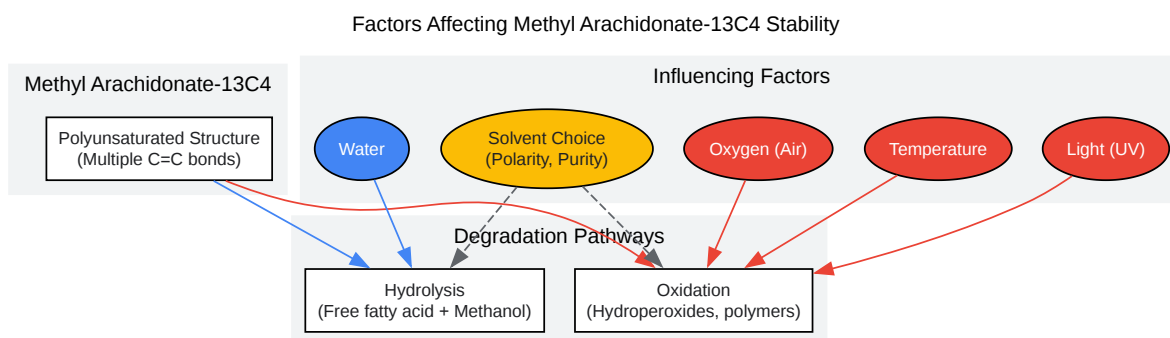 Factors Affecting Methyl Arachidonate-13C4 Stability
Methyl Arachidonate-13C4
Influencing Factors
Polyunsaturated Structure
(Multiple C=C bonds)
Water
Solvent Choice
(Polarity, Purity)
Oxygen (Air)
Temperature
Light (UV)
Degradation Pathways
Hydrolysis
(Free fatty acid + Methanol)
Oxidation
(Hydroperoxides, polymers)